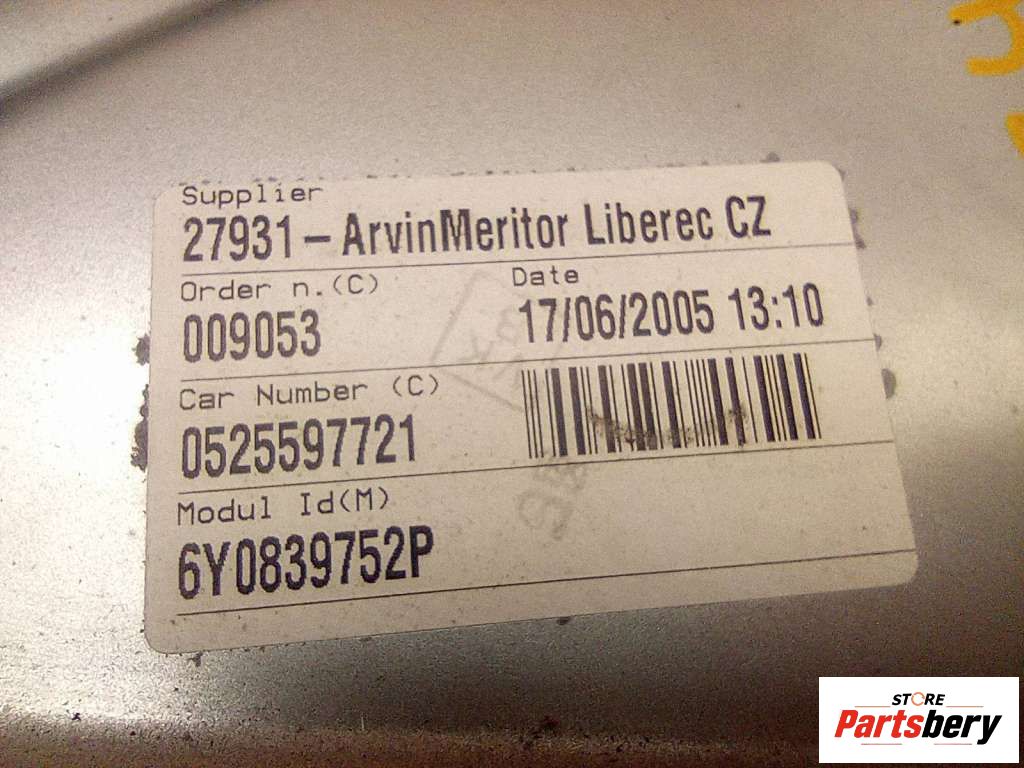 Supplier
27931-ArvinMeritor Liberec CZ
Order n.(C)
Date
009053
17/06/2005 13:10
Car Number (C)
0525597721
Modul Id(M)
6Y0839752P
STORE
Partsbery